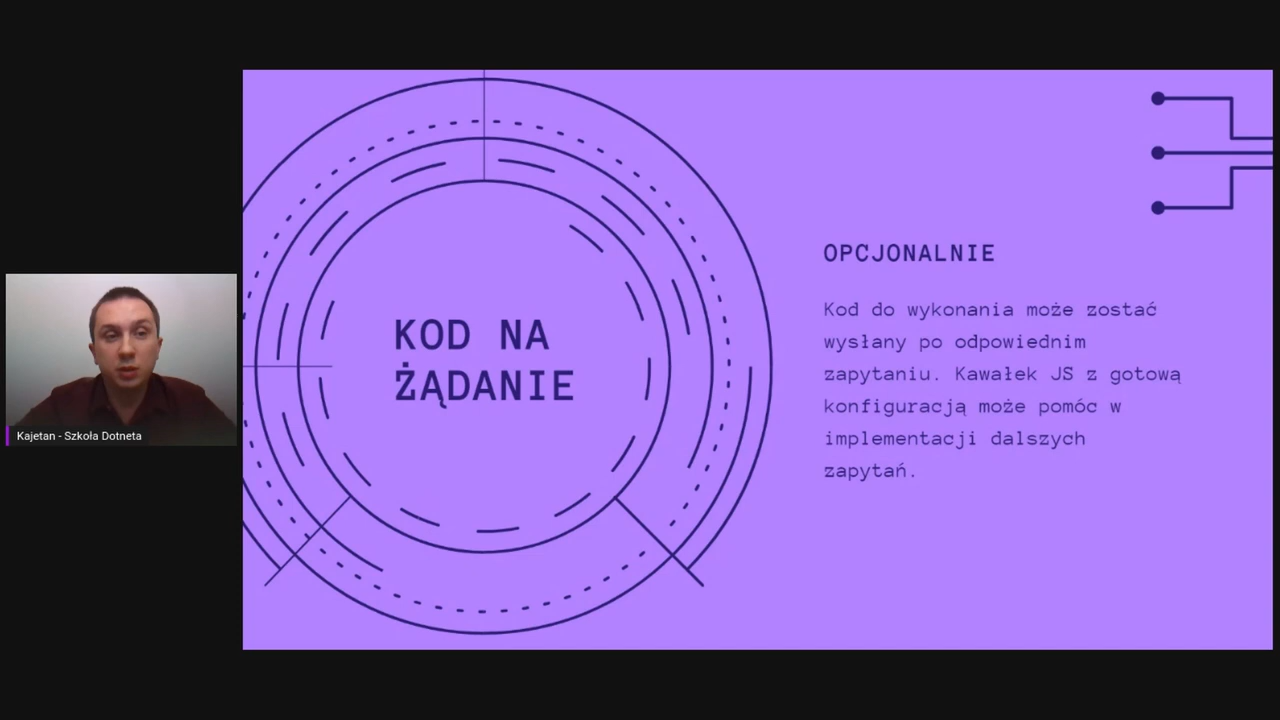 KOD NA
ŻĄDANIE
OPCJONALNIE
Kod do wykonania może zostać
wysłany po odpowiednim
zapytaniu. Kawałek JS z gotową
konfiguracją może pomóc w
implementacji dalszych
zapytań.
Kajetan - Szkoła Dotneta